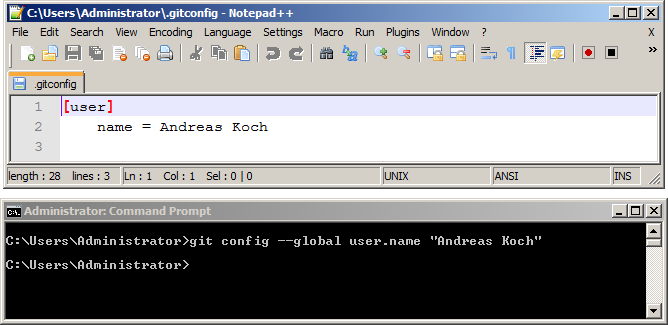 C:\Users\Administrator\.gitconfig - Notepad++
File Edit Search View Encoding Language Settings Macro Run Plugins Window ? X
.gitconfig
1 [user]
2 name = Andreas Koch
3
length : 28 lines : 3 Ln : 1 Col : 1 Sel : 0 | 0 UNIX ANSI INS
Administrator: Command Prompt
C:\Users\Administrator>git config --global user.name "Andreas Koch"
C:\Users\Administrator>